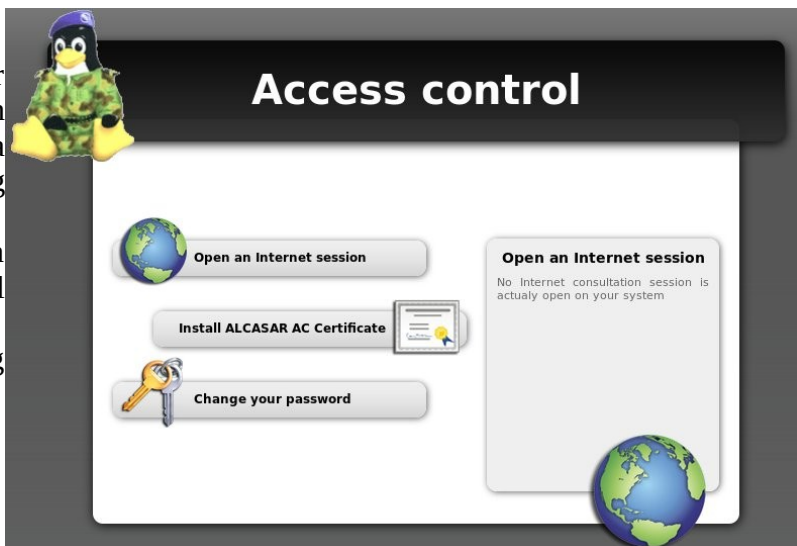 Access control
Open an Internet session
Install ALCASAR AC Certificate
Change your password
Open an Internet session
No Internet consultation session is
actualy open on your system